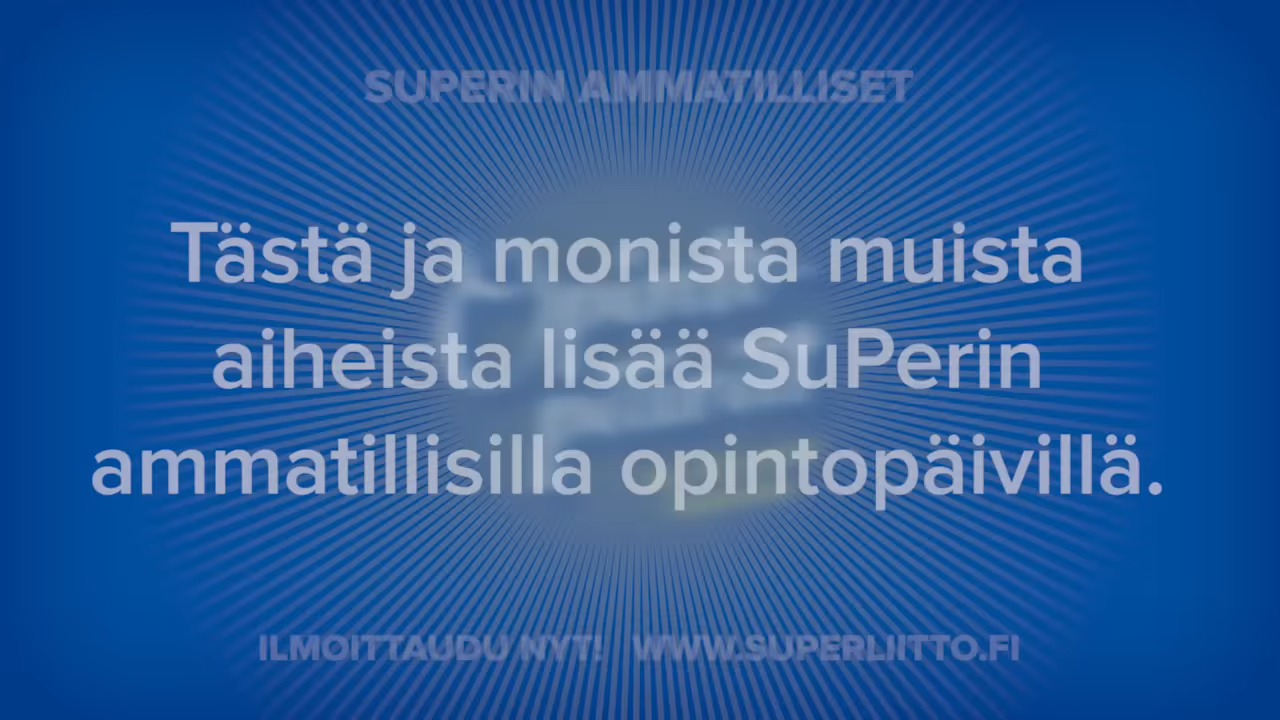 SUPERIN AMMATILLISET
Tästä ja monista muista
aiheista lisää SuPerin
ammatillisilla opintopäivillä.
ILMOITTAUDU NYT! WWW.SUPERLIITTO.FI